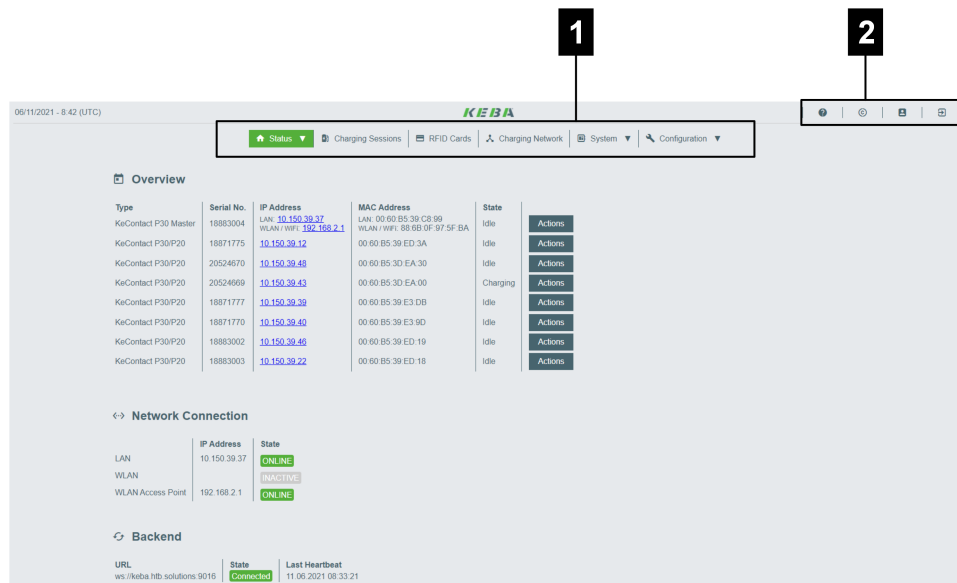 1
2
06/11/2021 - 8:42 (UTC)
KEBA
Status ▼ Charging Sessions RFID Cards Charging Network System ▼ Configuration ▼
Overview
Type Serial No. IP Address MAC Address State
KeContact P30 Master 18883004 LAN: 10.150.39.37 LAN: 00:60:B5:39:C8:99 Idle Actions
WLAN / WiFi: 192.168.2.1 WLAN / WiFi: 88:6B:0F:97:5F:BA
KeContact P30/P20 18871775 10.150.39.12 00:60:B5:39:ED:3A Idle Actions
KeContact P30/P20 20524670 10.150.39.48 00:60:B5:3D:EA:30 Idle Actions
KeContact P30/P20 20524669 10.150.39.43 00:60:B5:3D:EA:00 Charging Actions
KeContact P30/P20 18871777 10.150.39.39 00:60:B5:39:E3:DB Idle Actions
KeContact P30/P20 18871770 10.150.39.40 00:60:B5:39:E3:9D Idle Actions
KeContact P30/P20 18883002 10.150.39.46 00:60:B5:39:ED:19 Idle Actions
KeContact P30/P20 18883003 10.150.39.22 00:60:B5:39:ED:18 Idle Actions
Network Connection
IP Address State
LAN 10.150.39.37 ONLINE
WLAN INACTIVE
WLAN Access Point 192.168.2.1 ONLINE
Backend
URL State Last Heartbeat
ws://keba.htb.solutions:9016 Connected 11.06.2021 08:33:21